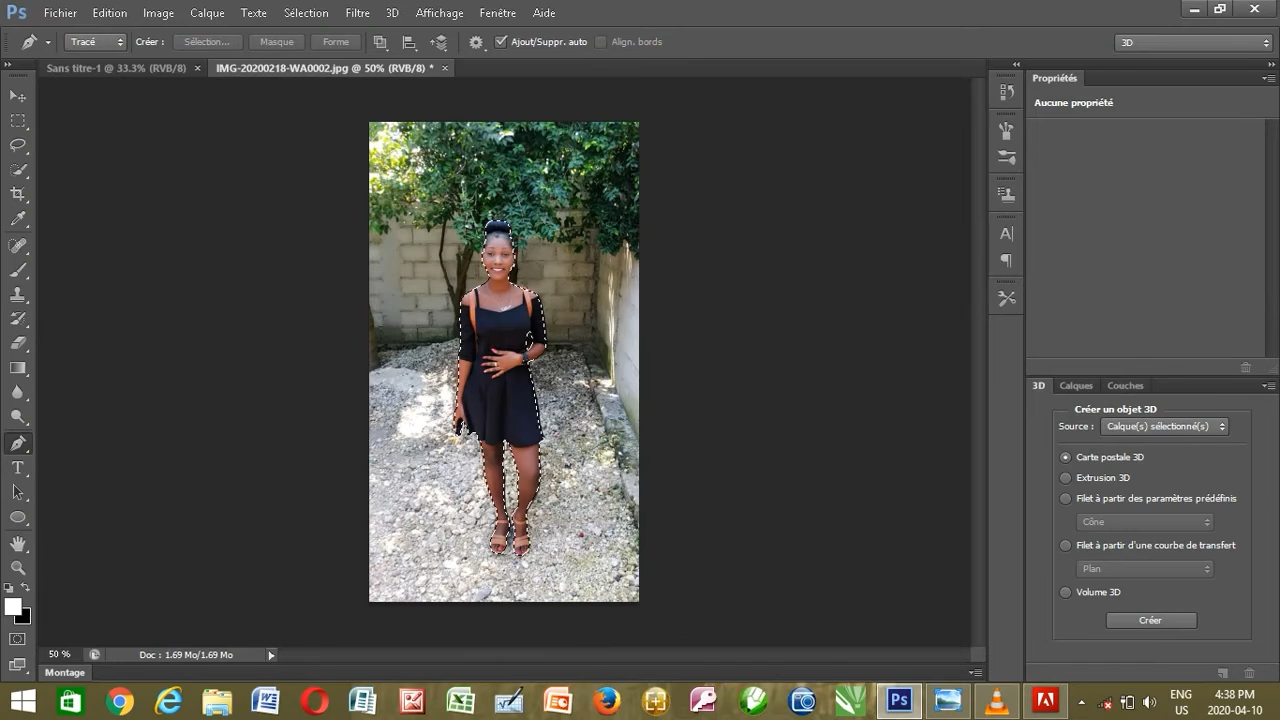 Ps Fichier Edition Image Calque Texte Sélection Filtre 3D Affichage Fenêtre Aide
Tracé Créer : Sélection... Masque Forme Ajout/Suppr. auto Align. bords 3D
Sans titre-1 @ 33.3% (RVB/8) × IMG-20200218-WA0002.jpg @ 50% (RVB/8) * ×
Propriétés
Aucune propriété
3D Calques Couches
Créer un objet 3D
Source : Calque(s) sélectionné(s)
Carte postale 3D
Extrusion 3D
Filet à partir des paramètres prédéfinis
Cône
Filet à partir d'une courbe de transfert
Plan
Volume 3D
Créer
50 % Doc : 1.69 Mo/1.69 Mo
Montage
ENG 4:38 PM
US 2020-04-10